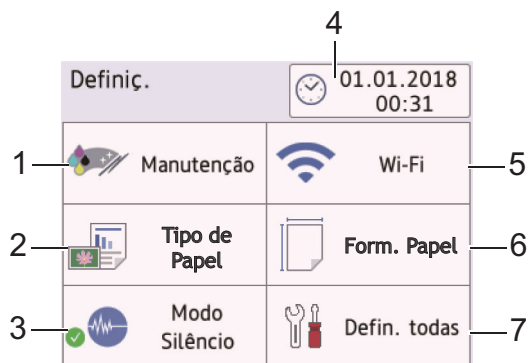 4
Definiç.
01.01.2018
00:31
1
Manutenção
Wi-Fi
5
2
Tipo de
Papel
Form. Papel
6
3
Modo
Silêncio
Defin. todas
7